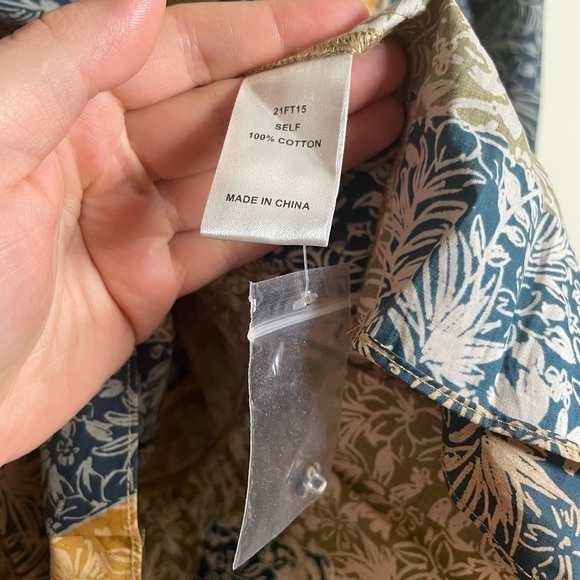 21FT15
SELF
100% COTTON
MADE IN CHINA